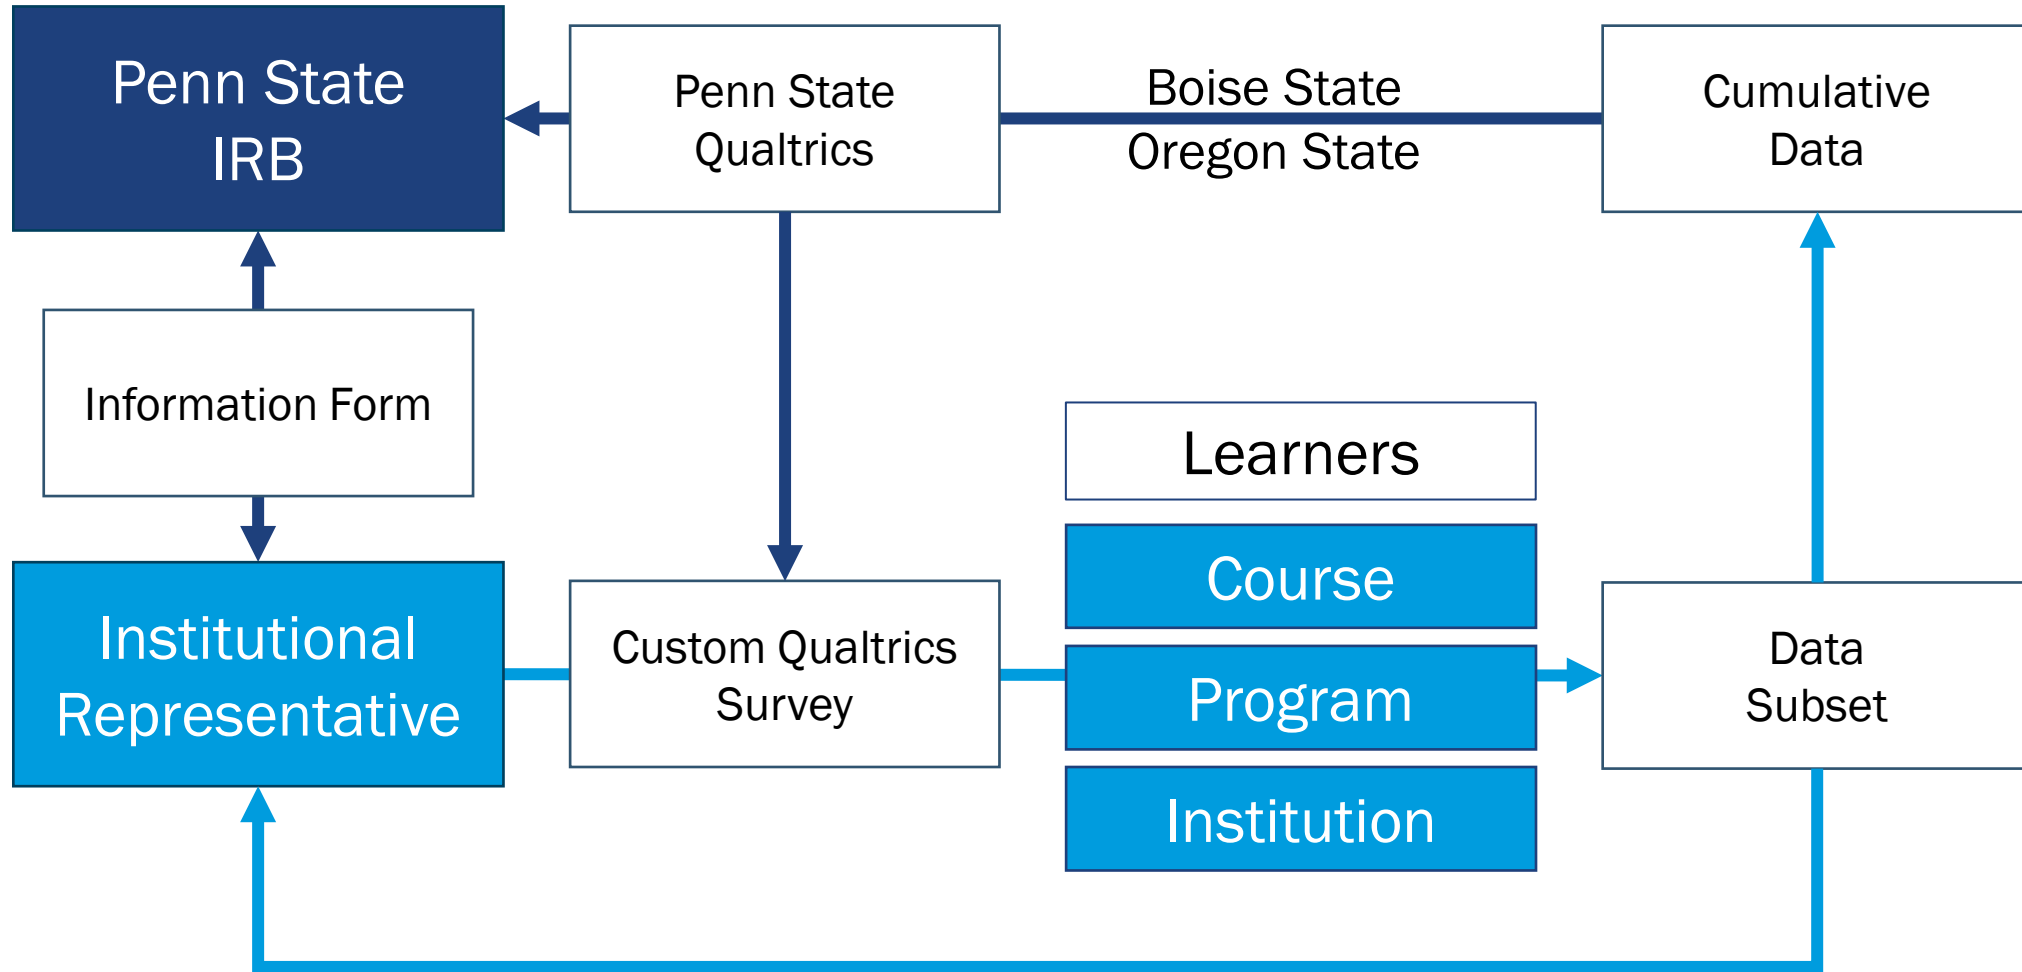 Penn State
IRB
Penn State
Qualtrics
Boise State
Oregon State
Cumulative
Data
Information Form
Learners
Course
Program
Institution
Institutional
Representative
Custom Qualtrics
Survey
Data
Subset